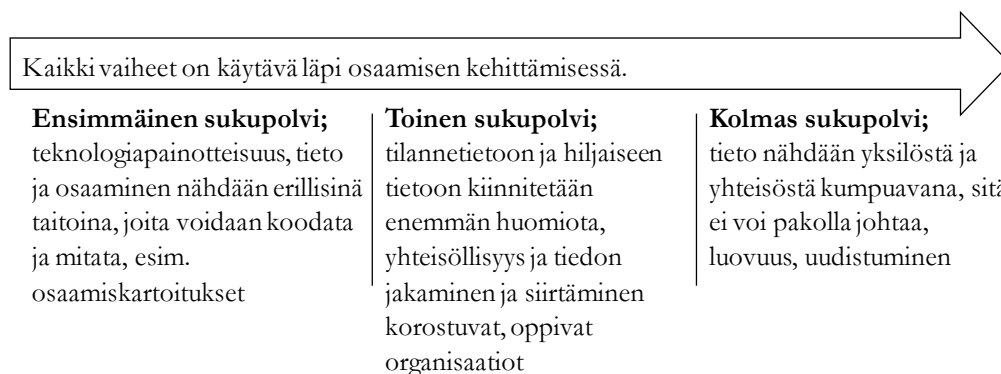 Kaikki vaiheet on käytävä läpi osaamisen kehittämisessä.
Ensimmäinen sukupolvi;
teknologiapainotteisuus, tieto
ja osaaminen nähdään erillisinä
taitoina, joita voidaan koodata
ja mitata, esim.
osaamiskartoitukset
Toinen sukupolvi;
tilannetietoon ja hiljaiseen
tietoon kiinnitetään
enemmän huomiota,
yhteisöllisyys ja tiedon
jakaminen ja siirtäminen
korostuvat, oppivat
organisaatiot
Kolmas sukupolvi;
tieto nähdään yksilöstä ja
yhteisöstä kumpuavana, sitä
ei voi pakolla johtaa,
luovuus, uudistuminen